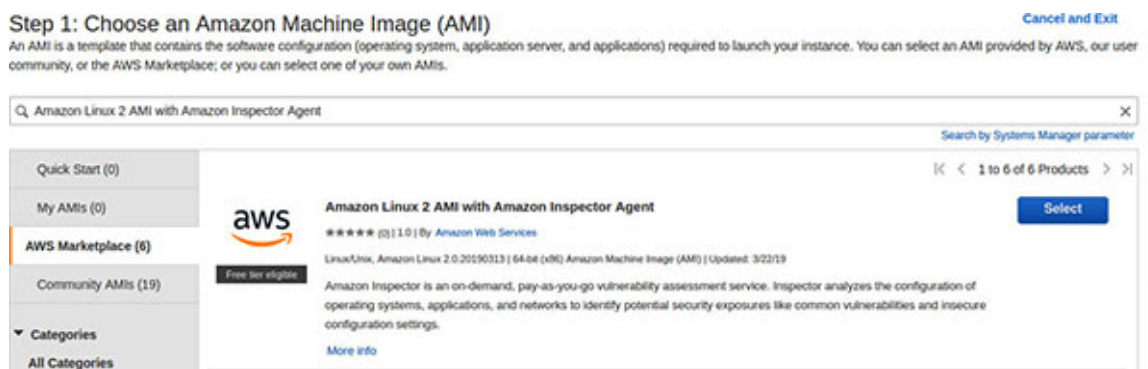 Step 1: Choose an Amazon Machine Image (AMI)
Cancel and Exit
An AMI is a template that contains the software configuration (operating system, application server, and applications) required to launch your instance. You can select an AMI provided by AWS, our user
community, or the AWS Marketplace; or you can select one of your own AMIs.
Amazon Linux 2 AMI with Amazon Inspector Agent
Search by Systems Manager parameter
Quick Start (0)
1 to 6 of 6 Products
My AMIs (0)
AWS Marketplace (6)
Community AMIs (19)
Categories
All Categories
aws
Free tier eligible
Amazon Linux 2 AMI with Amazon Inspector Agent
Select
★★★★★ (0) | 1.0 | By Amazon Web Services
Linux/Unix, Amazon Linux 2.0.20190313 | 64-bit (x86) Amazon Machine Image (AMI) | Updated: 3/22/19
Amazon Inspector is an on-demand, pay-as-you-go vulnerability assessment service. Inspector analyzes the configuration of
operating systems, applications, and networks to identify potential security exposures like common vulnerabilities and insecure
configuration settings.
More info